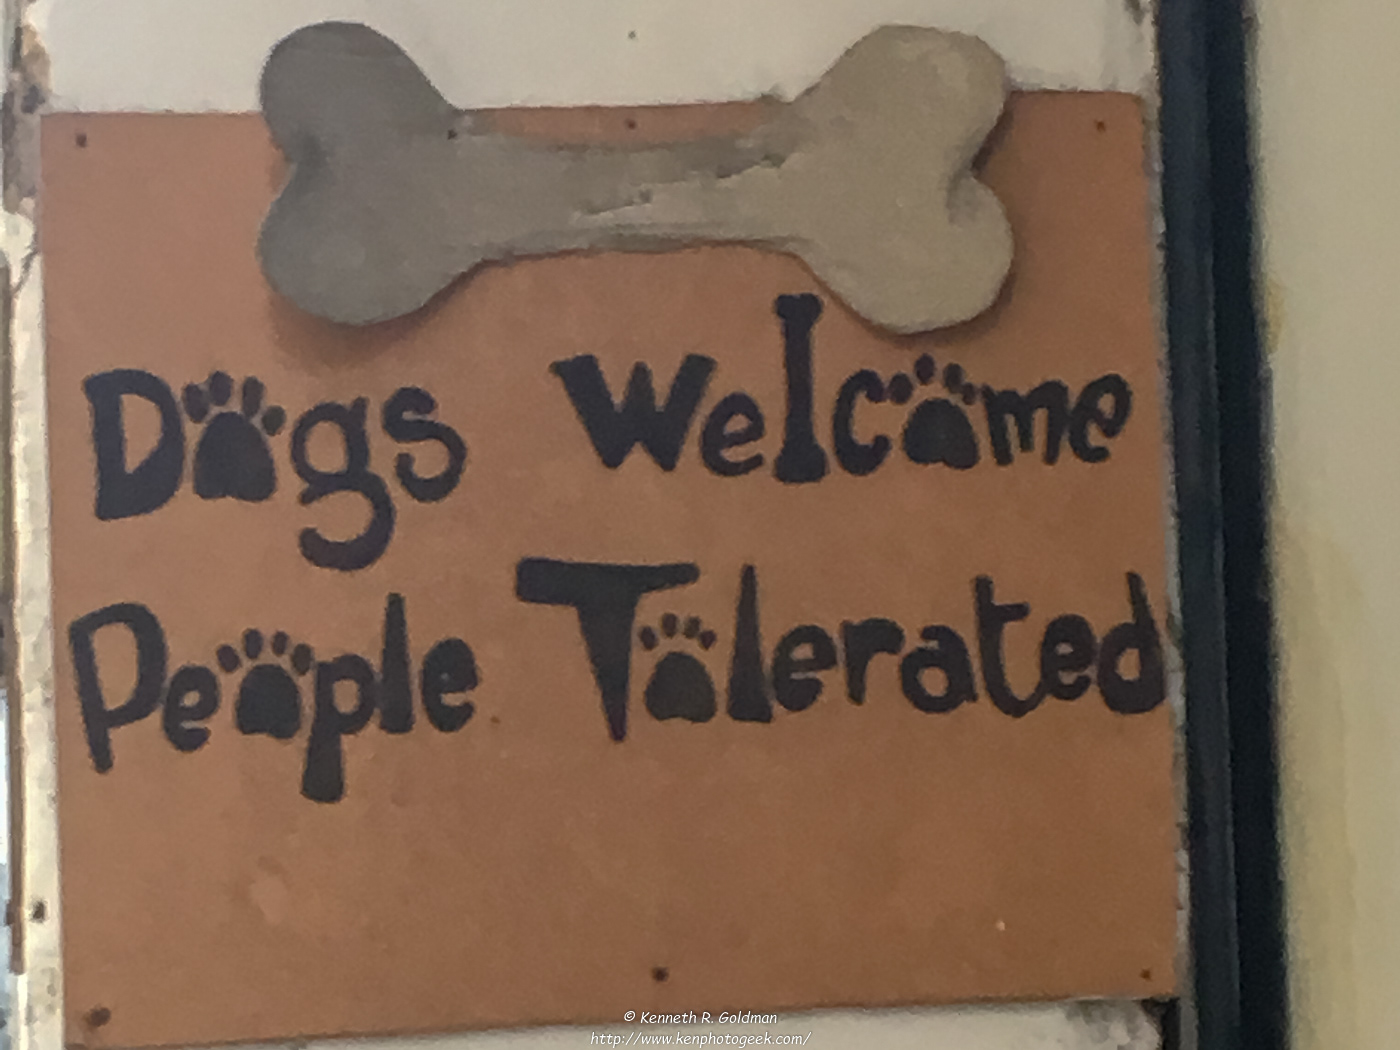 Dogs Welcome
People Tolerated
© Kenneth R. Goldman
http://www.kenphotogeek.com/